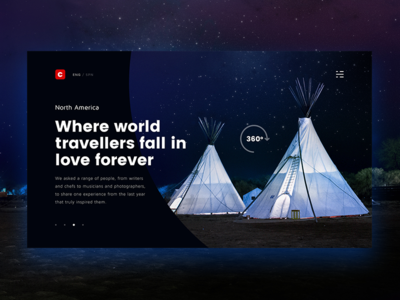 C
ENG
North America
Where world
travellers fall in
love forever
360°
We asked a range of people, from writers
and chefs to musicians and photographers,
to share one experience from the last year
that truly inspired them.